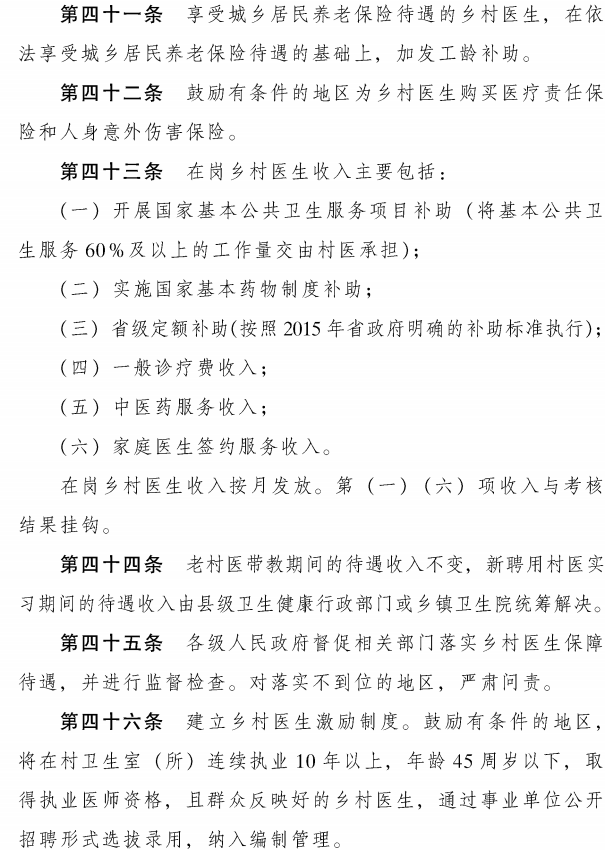 第四十一条　享受城乡居民养老保险待遇的乡村医生，在依
法享受城乡居民养老保险待遇的基础上，加发工龄补助。
第四十二条　鼓励有条件的地区为乡村医生购买医疗责任保
险和人身意外伤害保险。
第四十三条　在岗乡村医生收入主要包括：
（一）开展国家基本公共卫生服务项目补助（将基本公共卫
生服务 60%及以上的工作量交由村医承担）；
（二）实施国家基本药物制度补助；
（三）省级定额补助（按照 2015 年省政府明确的补助标准执行）；
（四）一般诊疗费收入；
（五）中医药服务收入；
（六）家庭医生签约服务收入。
在岗乡村医生收入按月发放。第（一）（六）项收入与考核
结果挂钩。
第四十四条　老村医带教期间的待遇收入不变，新聘用村医实
习期间的待遇收入由县级卫生健康行政部门或乡镇卫生院统筹解决。
第四十五条　各级人民政府督促相关部门落实乡村医生保障
待遇，并进行监督检查。对落实不到位的地区，严肃问责。
第四十六条　建立乡村医生激励制度。鼓励有条件的地区，
将在村卫生室（所）连续执业 10 年以上，年龄 45 周岁以下，取
得执业医师资格，且群众反映好的乡村医生，通过事业单位公开
招聘形式选拔录用，纳入编制管理。